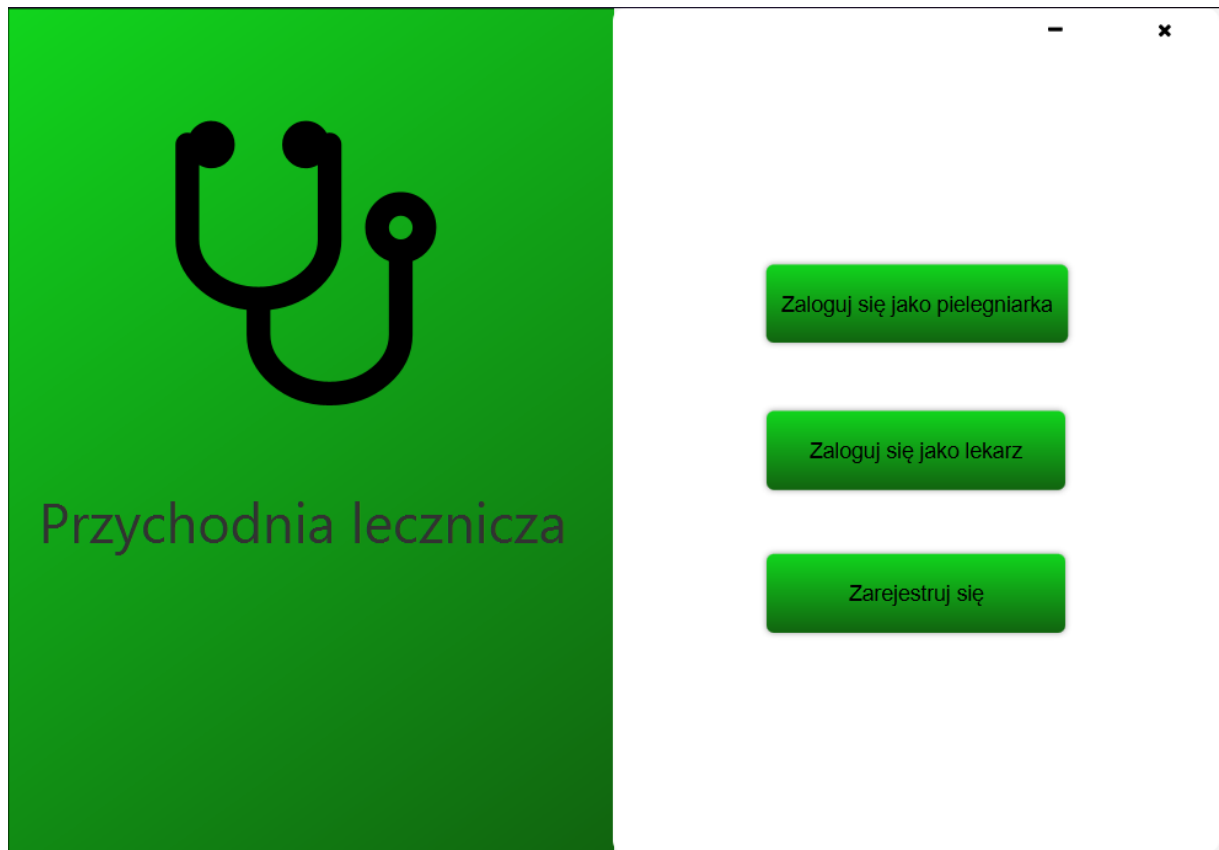 Przychodnia lecznicza
Zaloguj się jako pielegniarka
Zaloguj się jako lekarz
Zarejestruj się